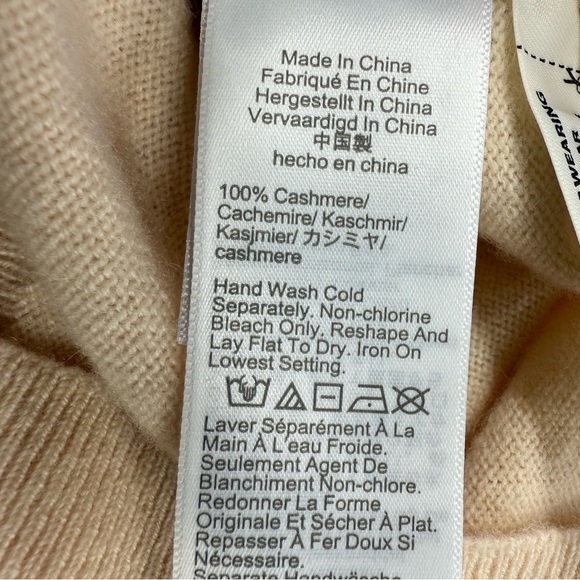 Made In China
Fabriqué En Chine
Hergestellt In China
Vervaardigd In China
中国製
hecho en china
100% Cashmere/
Cachemire/ Kaschmir/
Kasjmier/ カシミヤ/
cashmere
Hand Wash Cold
Separately. Non-chlorine
Bleach Only. Reshape And
Lay Flat To Dry. Iron On
Lowest Setting.
Laver Séparément À La
Main À L'eau Froide.
Seulement Agent De
Blanchiment Non-chlore.
Redonner La Forme
Originale Et Sécher À Plat.
Repasser À Fer Doux Si
Nécessaire.
Separate Handwäsche
WEARING